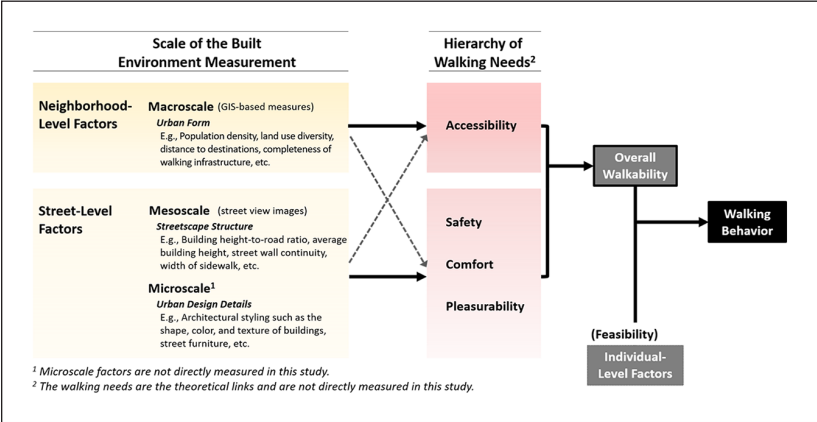 Scale of the Built
Environment Measurement
Hierarchy of
Walking Needs²
Neighborhood-
Level Factors
Macroscale (GIS-based measures)
Urban Form
E.g., Population density, land use diversity,
distance to destinations, completeness of
walking infrastructure, etc.
Accessibility
Street-Level
Factors
Mesoscale (street view images)
Streetscape Structure
E.g., Building height-to-road ratio, average
building height, street wall continuity,
width of sidewalk, etc.
Microscale¹
Urban Design Details
E.g., Architectural styling such as the
shape, color, and texture of buildings,
street furniture, etc.
Safety
Comfort
Pleasurability
Overall
Walkability
Walking
Behavior
(Feasibility)
Individual-
Level Factors
¹ Microscale factors are not directly measured in this study.
² The walking needs are the theoretical links and are not directly measured in this study.